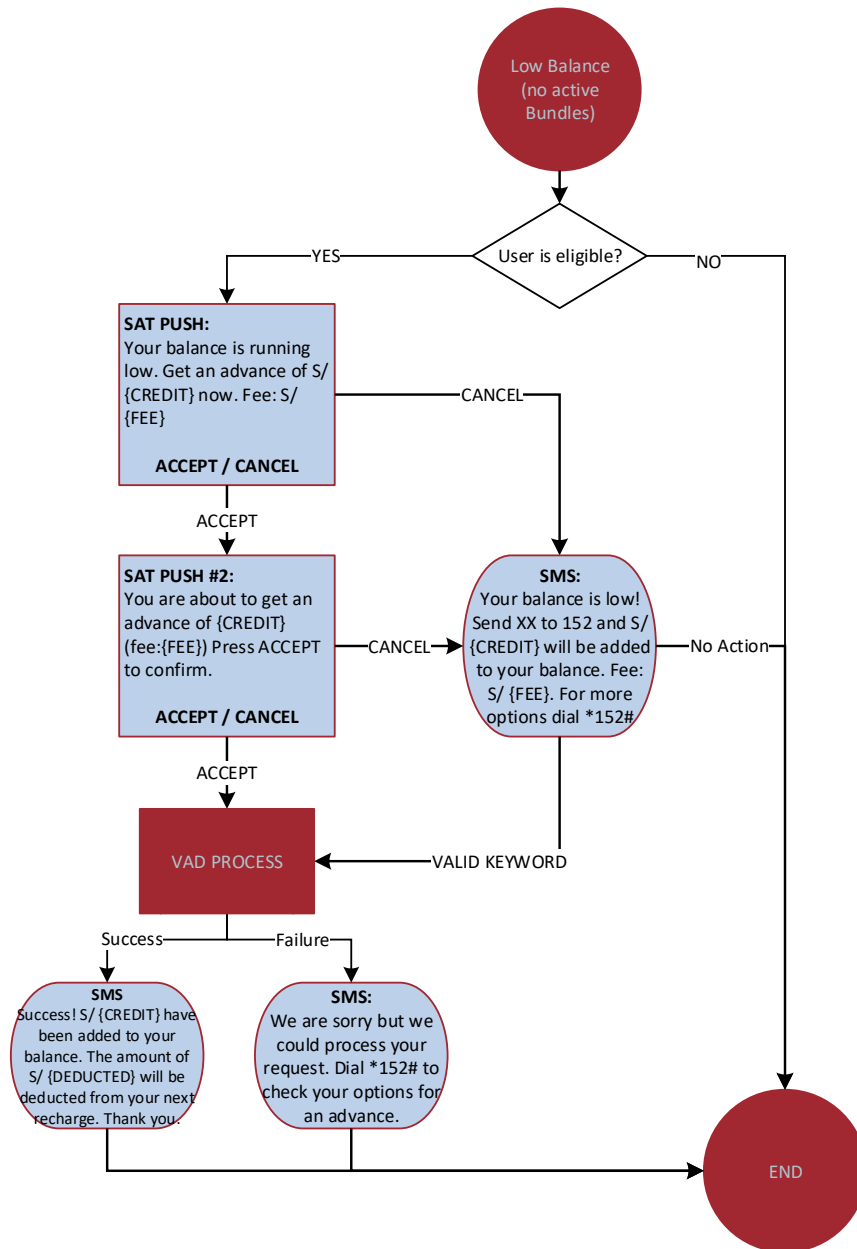 Low Balance
(no active
Bundles)
User is eligible?
YES
NO
SAT PUSH:
Your balance is running
low. Get an advance of S/
{CREDIT} now. Fee: S/
{FEE}
ACCEPT / CANCEL
CANCEL
ACCEPT
SAT PUSH #2:
You are about to get an
advance of {CREDIT}
(fee:{FEE}) Press ACCEPT
to confirm.
ACCEPT / CANCEL
CANCEL
SMS:
Your balance is low!
Send XX to 152 and S/
{CREDIT} will be added
to your balance. Fee:
S/ {FEE}. For more
options dial *152#
No Action
ACCEPT
VALID KEYWORD
VAD PROCESS
Success
Failure
SMS
Success! S/ {CREDIT} have
been added to your
balance. The amount of
S/ {DEDUCTED} will be
deducted from your next
recharge. Thank you.
SMS:
We are sorry but we
could process your
request. Dial *152# to
check your options for
an advance.
END